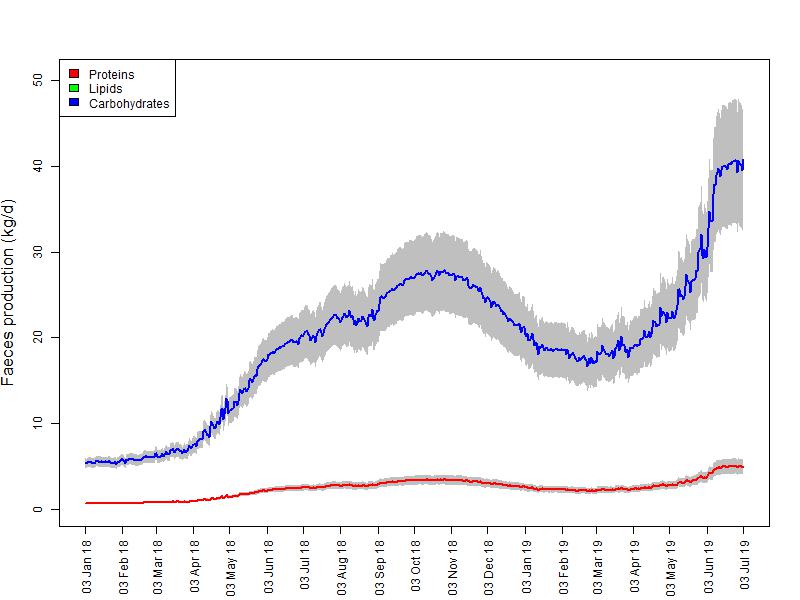 Proteins
Lipids
Carbohydrates
Faeces production (kg/d)
50
40
30
20
10
0
03 Jan 18
03 Feb 18
03 Mar 18
03 Apr 18
03 May 18
03 Jun 18
03 Jul 18
03 Aug 18
03 Sep 18
03 Oct 18
03 Nov 18
03 Dec 18
03 Jan 19
03 Feb 19
03 Mar 19
03 Apr 19
03 May 19
03 Jun 19
03 Jul 19